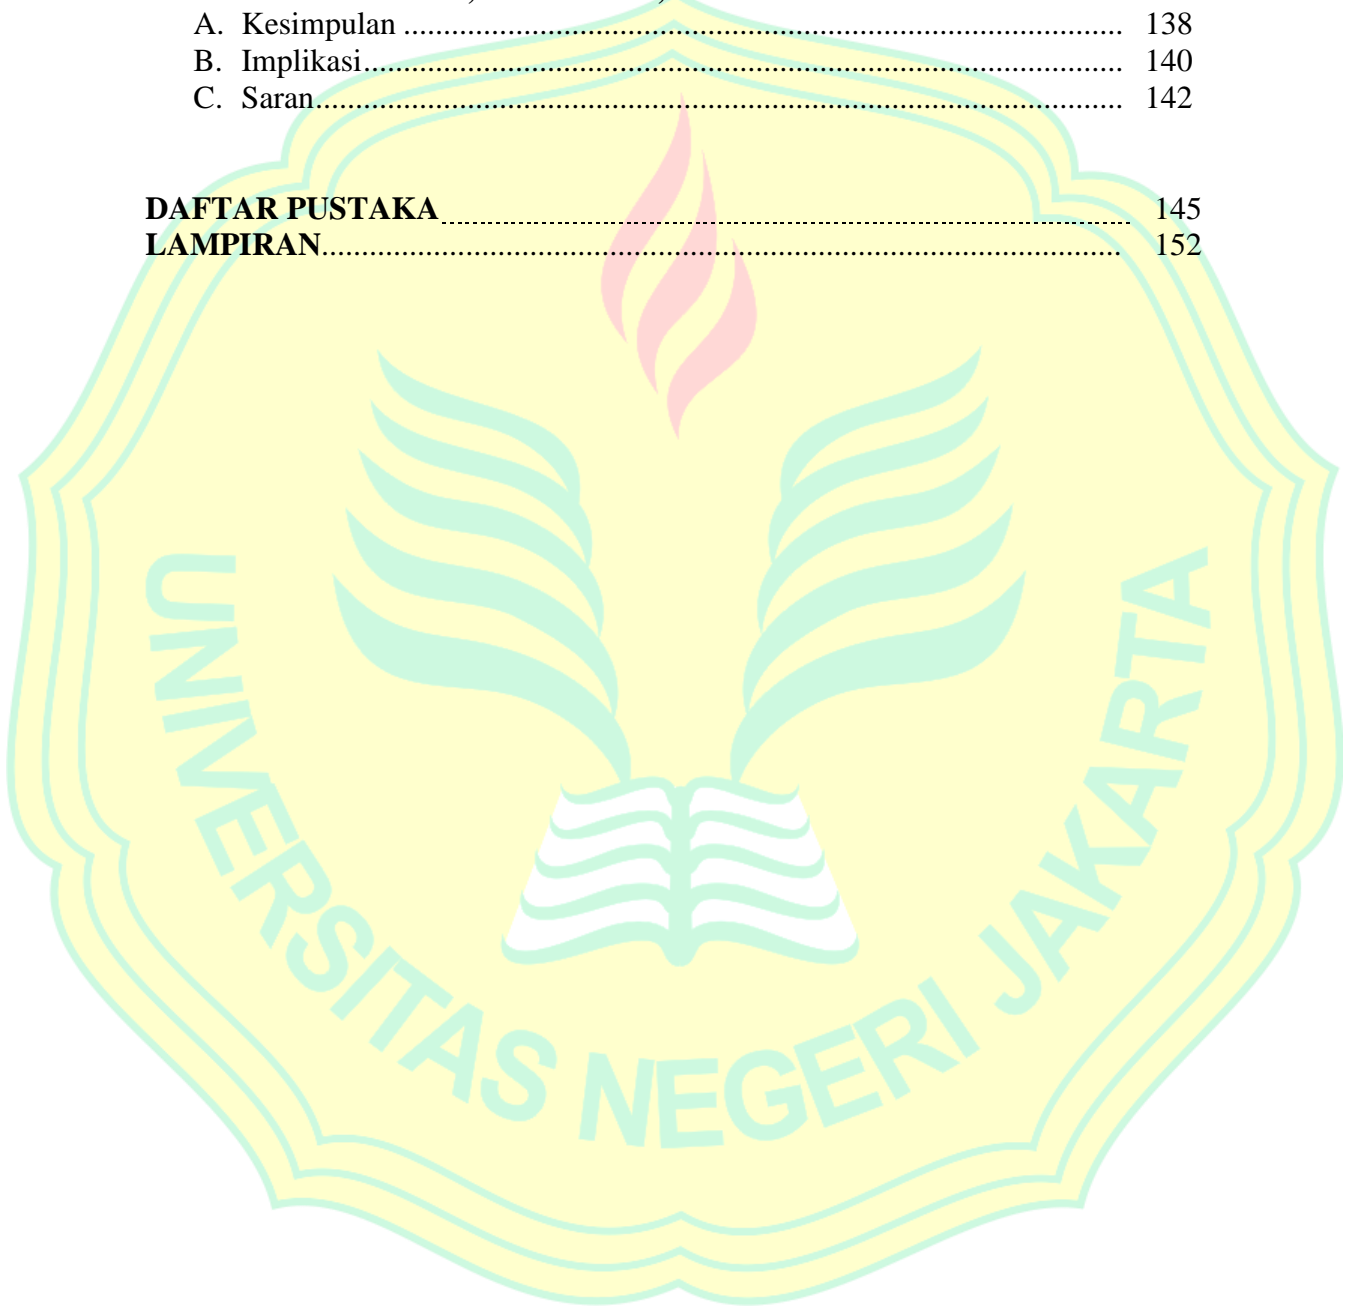 A. Kesimpulan ........................................................................................... 138
B. Implikasi................................................................................................ 140
C. Saran...................................................................................................... 142
DAFTAR PUSTAKA ...................................................................................... 145
LAMPIRAN..................................................................................................... 152
UNIVERSITAS NEGERI JAKARTA